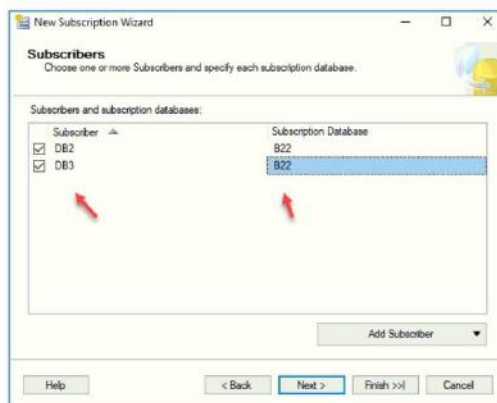 New Subscription Wizard
Subscribers
Choose one or more Subscribers and specify each subscription database.
Subscribers and subscription databases:
Subscriber Subscription Database
DB2 B22
DB3 B22
Add Subscriber
Help < Back Next > Finish >>| Cancel